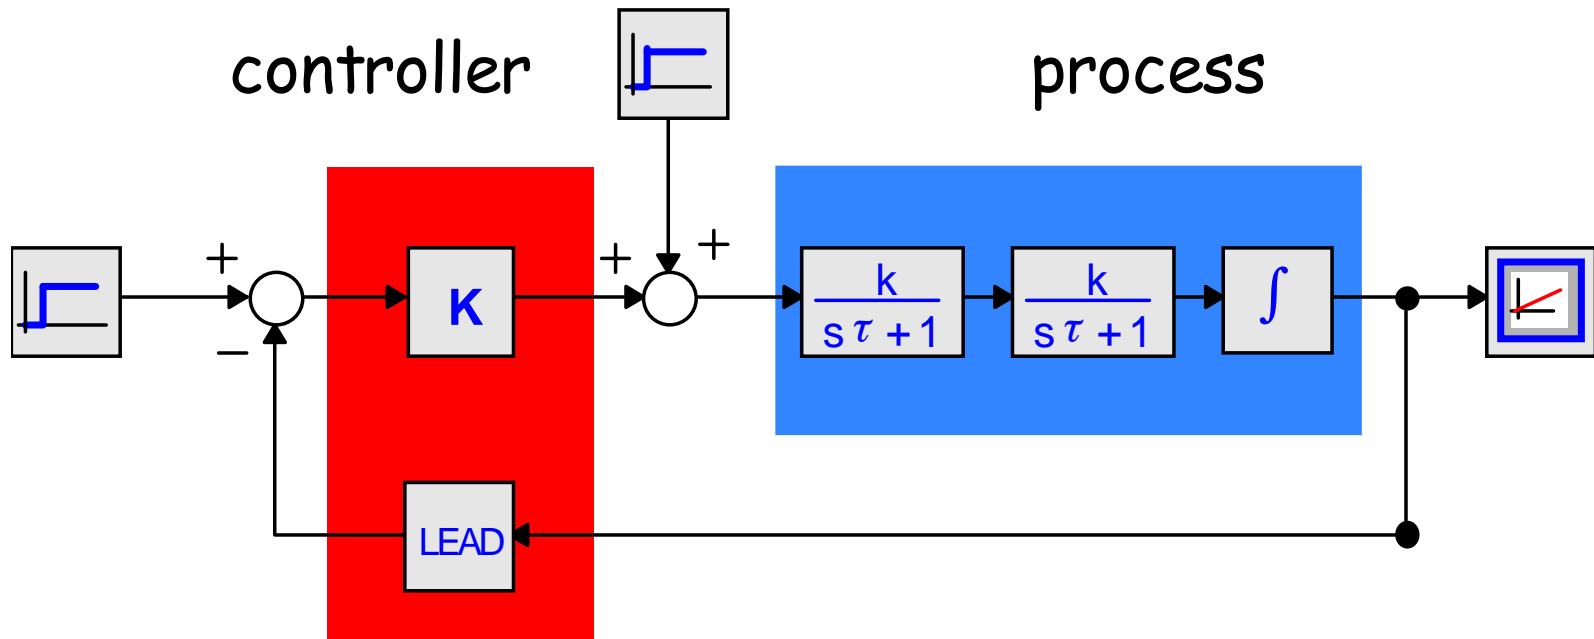 controller
process
+
+
+
−
K
k
sτ+1
k
sτ+1
∫
LEAD